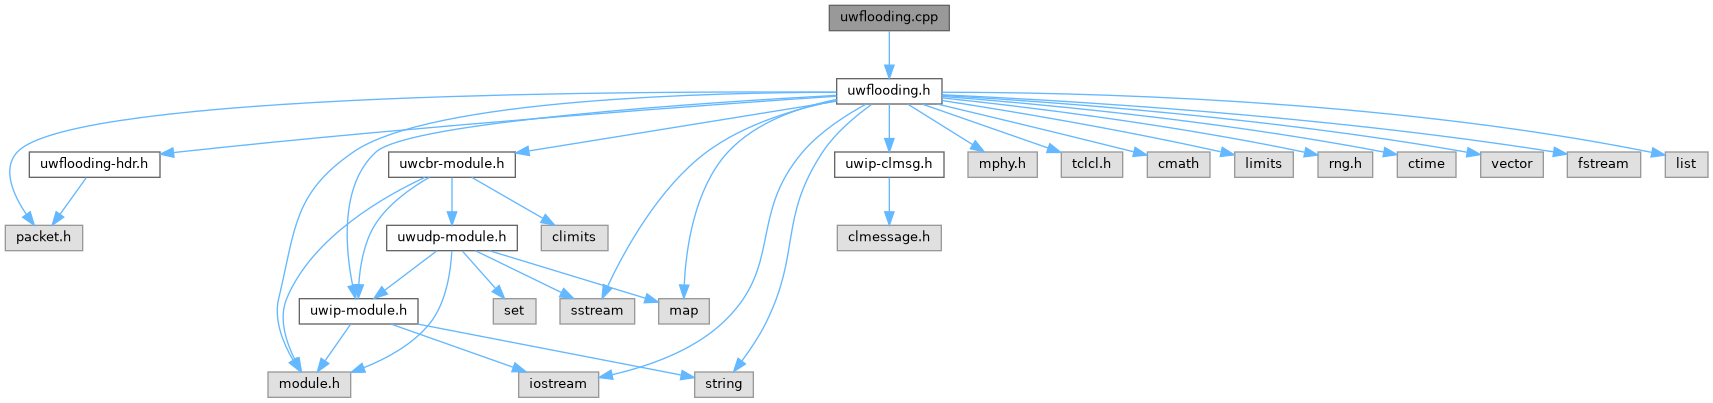 uwflooding.cpp
uwflooding.h
uwflooding-hdr.h
uwcbr-module.h
uwip-clmsg.h
mphy.h
tclcl.h
cmath
limits
rng.h
ctime
vector
fstream
list
packet.h
uwudp-module.h
climits
clmessage.h
uwip-module.h
set
sstream
map
module.h
iostream
string